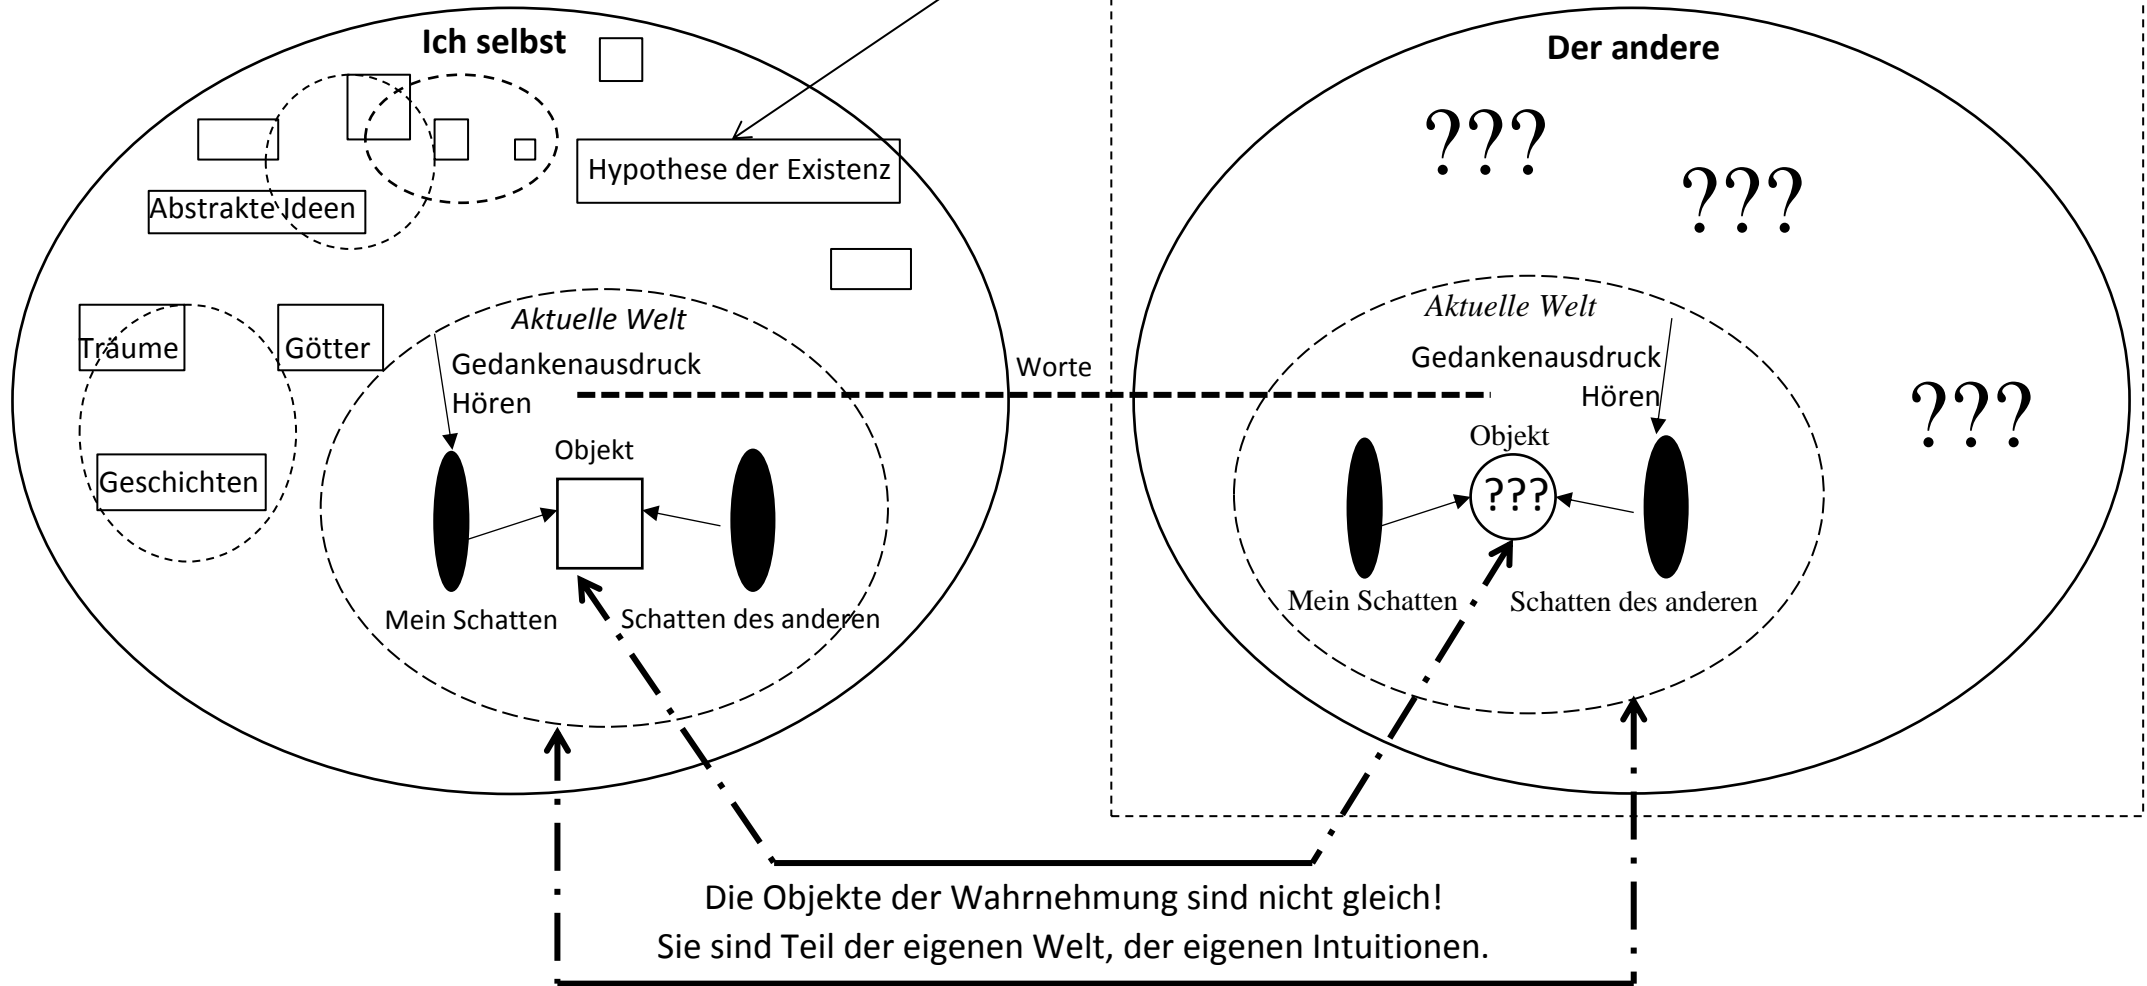 Ich selbst
Hypothese der Existenz
Abstrakte Ideen
Träume
Götter
Geschichten
Aktuelle Welt
Gedankenausdruck
Hören
Objekt
Mein Schatten
Schatten des anderen
Worte
Der andere
???
???
???
Aktuelle Welt
Gedankenausdruck
Hören
Objekt
???
Mein Schatten
Schatten des anderen
Die Objekte der Wahrnehmung sind nicht gleich!
Sie sind Teil der eigenen Welt, der eigenen Intuitionen.